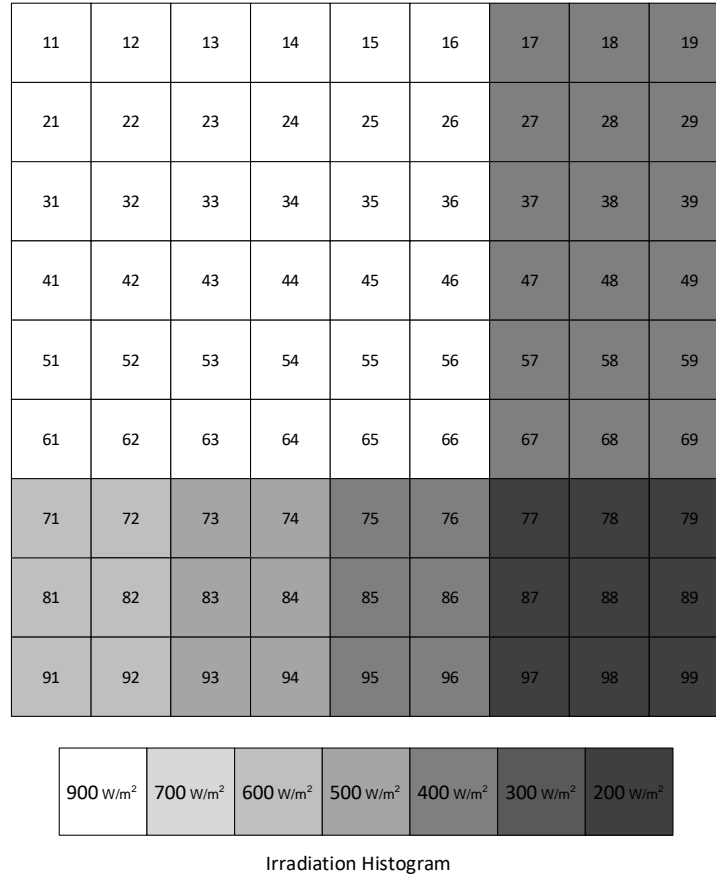 11 12 13 14 15 16 17 18 19
21 22 23 24 25 26 27 28 29
31 32 33 34 35 36 37 38 39
41 42 43 44 45 46 47 48 49
51 52 53 54 55 56 57 58 59
61 62 63 64 65 66 67 68 69
71 72 73 74 75 76 77 78 79
81 82 83 84 85 86 87 88 89
91 92 93 94 95 96 97 98 99
900 W/m² 700 W/m² 600 W/m² 500 W/m² 400 W/m² 300 W/m² 200 W/m²
Irradiation Histogram